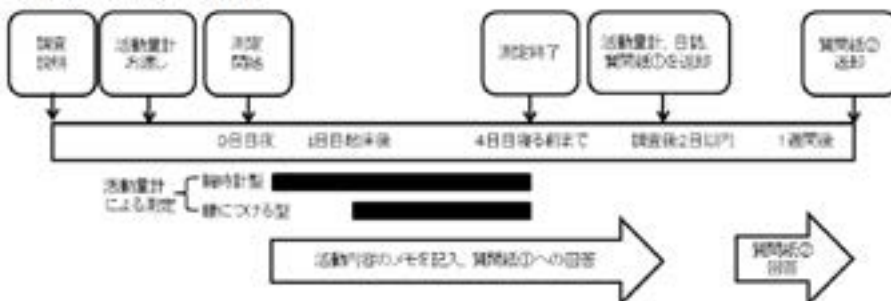 調査
説明
活動量計
お渡し
測定
開始
測定終了
活動量計、日誌、
質問紙①を返却
質問紙②
返却
0日目夜
1日目起床後
4日目寝る前まで
調査後2日以内
1週間後
活動量計
による測定
腕時計型
腰につける型
活動内容のメモを記入、質問紙①への回答
質問紙②
回答